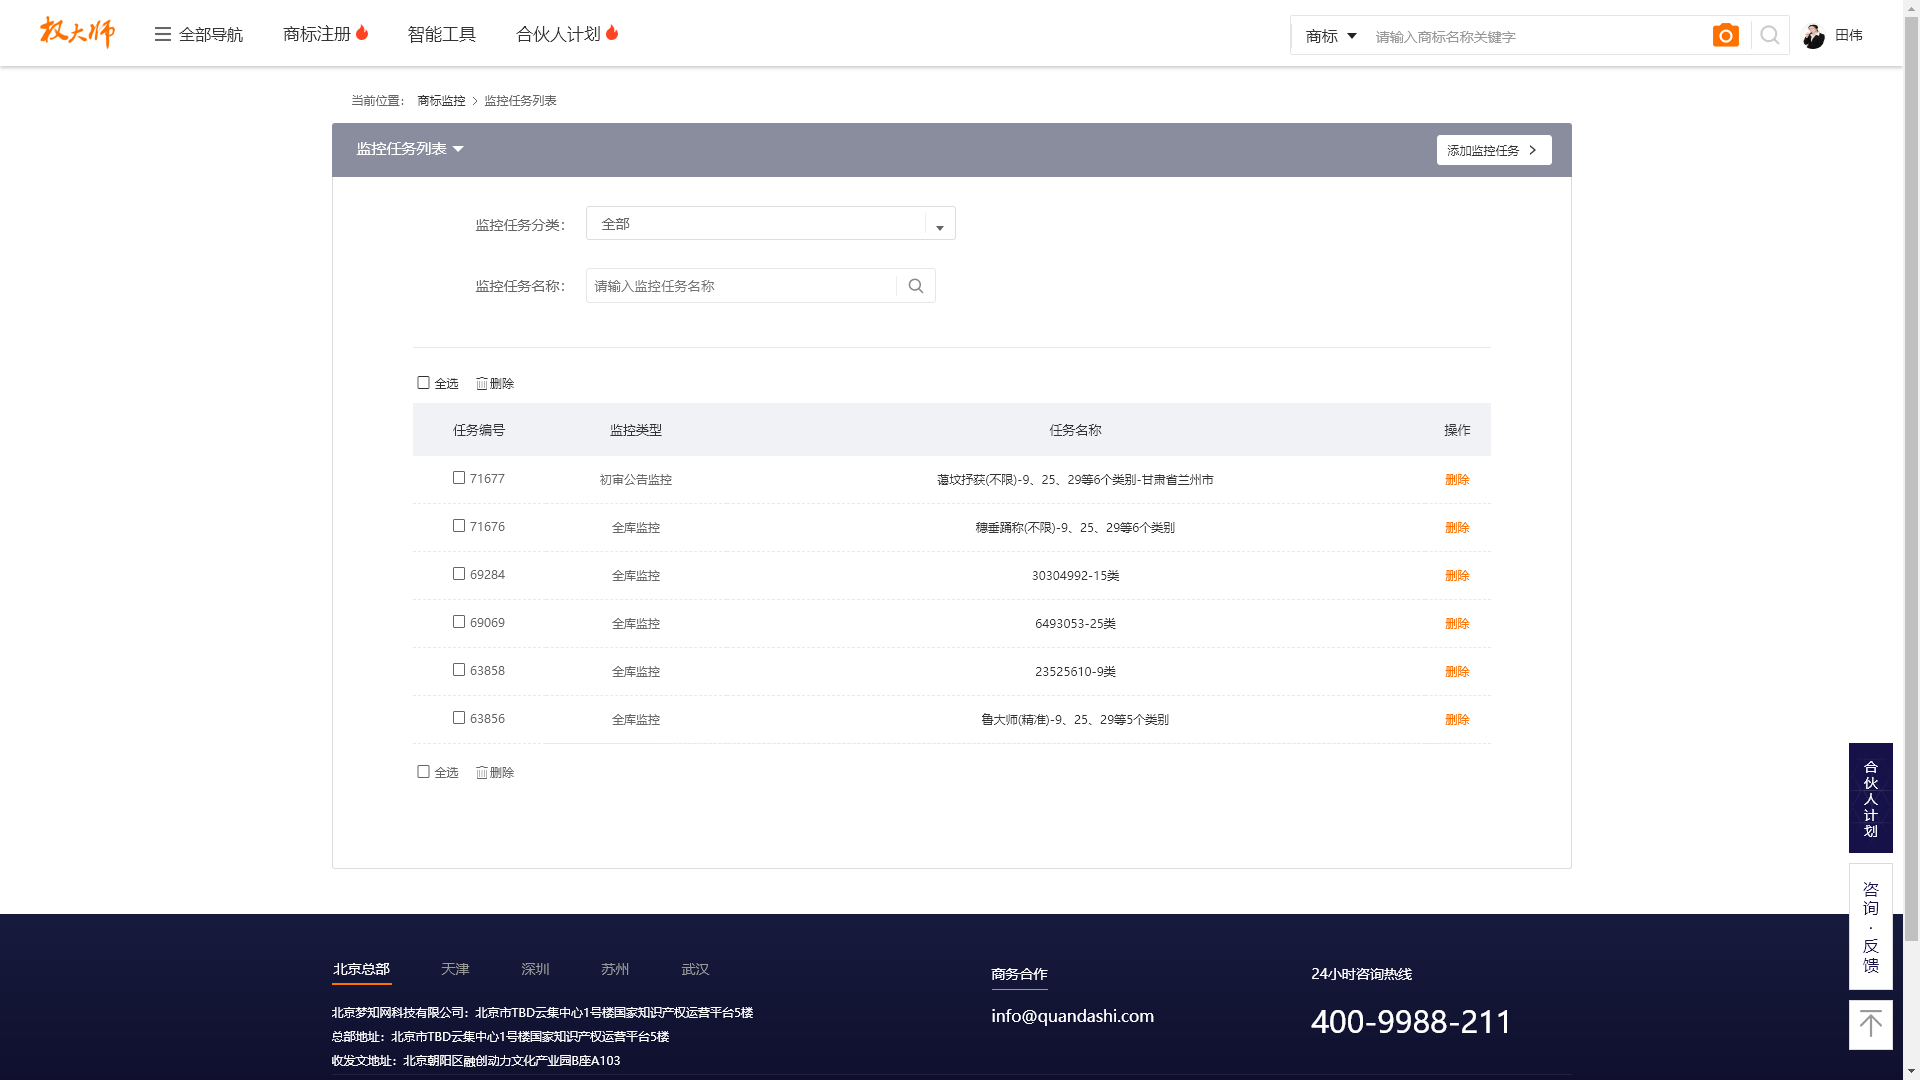 权大师
全部导航
商标注册
智能工具
合伙人计划
商标
请输入商标名称关键字
田伟
当前位置： 商标监控 > 监控任务列表
监控任务列表
添加监控任务
监控任务分类：
全部
监控任务名称：
请输入监控任务名称
全选 删除
任务编号 监控类型 任务名称 操作
71677 初审公告监控 蔼坟抒获(不限)-9、25、29等6个类别-甘肃省兰州市 删除
71676 全库监控 穗垂踊称(不限)-9、25、29等6个类别 删除
69284 全库监控 30304992-15类 删除
69069 全库监控 6493053-25类 删除
63858 全库监控 23525610-9类 删除
63856 全库监控 鲁大师(精准)-9、25、29等5个类别 删除
全选 删除
合伙人计划
咨询·反馈
北京总部 天津 深圳 苏州 武汉
北京梦知网科技有限公司：北京市TBD云集中心1号楼国家知识产权运营平台5楼
总部地址：北京市TBD云集中心1号楼国家知识产权运营平台5楼
收发文地址：北京朝阳区融创动力文化产业园B座A103
商务合作
info@quandashi.com
24小时咨询热线
400-9988-211